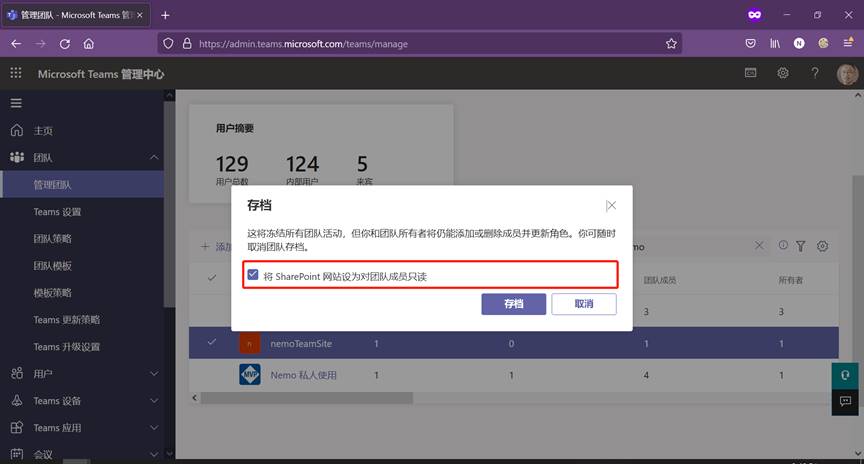 管理团队 - Microsoft Teams 管理
https://admin.teams.microsoft.com/teams/manage
Microsoft Teams 管理中心
主页
团队
管理团队
Teams 设置
团队策略
团队模板
模板策略
Teams 更新策略
Teams 升级设置
用户
Teams 设备
Teams 应用
会议
用户摘要
129
124
5
用户总数
内部用户
来宾
存档
这将冻结所有团队活动，但你和团队所有者将仍能添加或删除成员并更新角色。你可随时
取消团队存档。
将 SharePoint 网站设为对团队成员只读
存档
取消
添加
mo
团队成员
所有者
3
3
n
nemoTeamSite
1
0
1
1
MVP
Nemo 私人使用
1
1
4
1